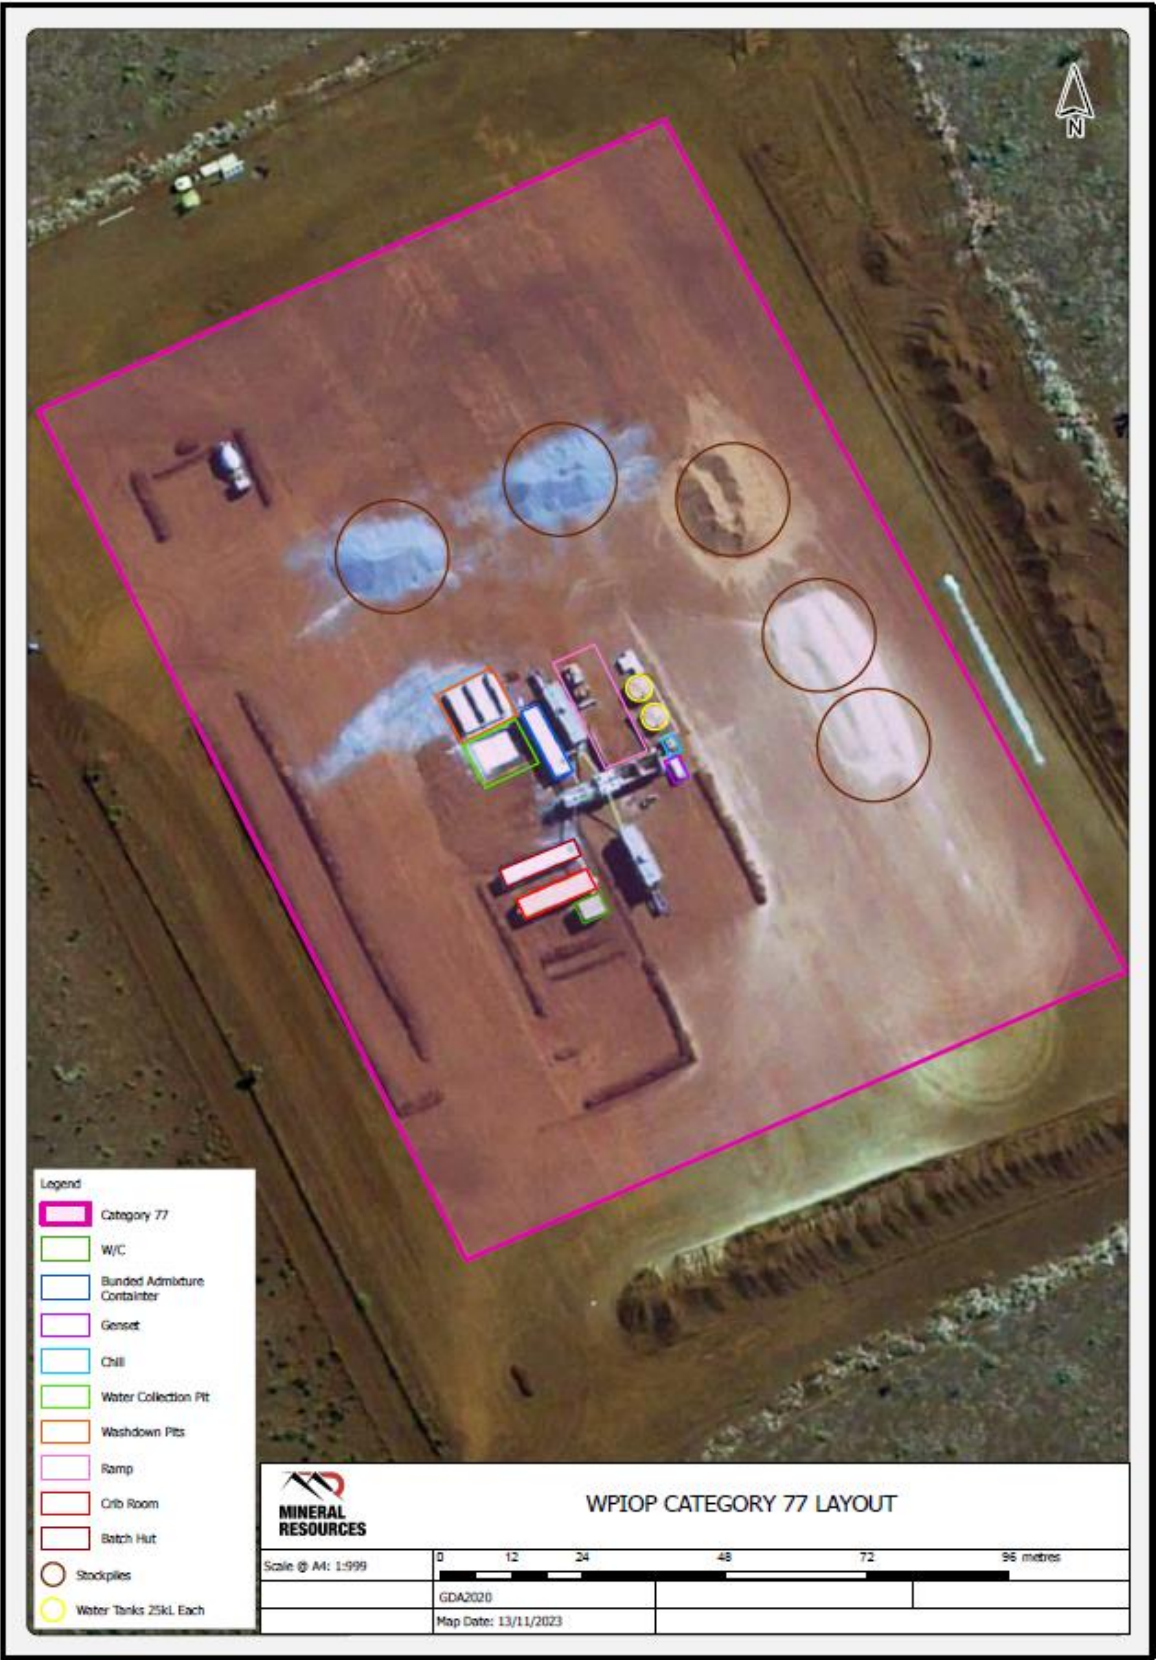 N
Legend
Category 77
W/C
Bunded Admixture
Containter
Genset
Chill
Water Collection Pit
Washdown Pits
Ramp
Crib Room
Batch Hut
Stockpiles
Water Tanks 25kL Each
MINERAL
RESOURCES
WPIOP CATEGORY 77 LAYOUT
Scale @ A4: 1:999
0 12 24 48 72 96 metres
GDA2020
Map Date: 13/11/2023